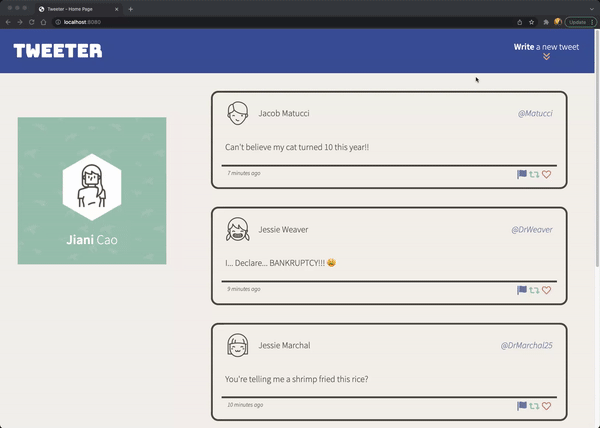 Tweeter - Home Page
localhost:8080
Update
TWEETER
Write a new tweet
Jiani Cao
Jacob Matucci @Matucci
Can't believe my cat turned 10 this year!!
7 minutes ago
Jessie Weaver @DrWeaver
I... Declare... BANKRUPTCY!!! 😩
9 minutes ago
Jessie Marchal @DrMarchal25
You're telling me a shrimp fried this rice?
10 minutes ago